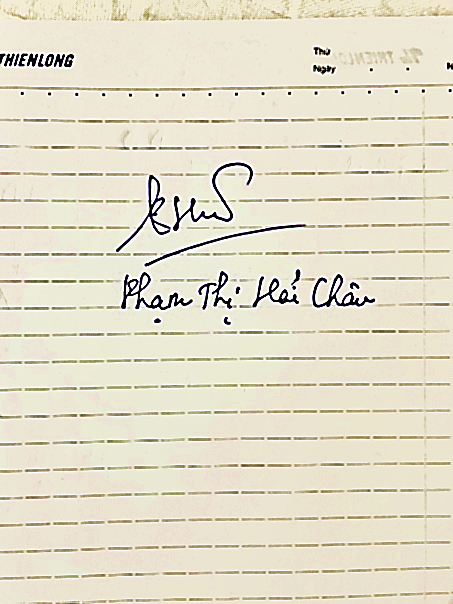 THIENLONG
Thứ
Ngày
Phạm Thị Hải Châu